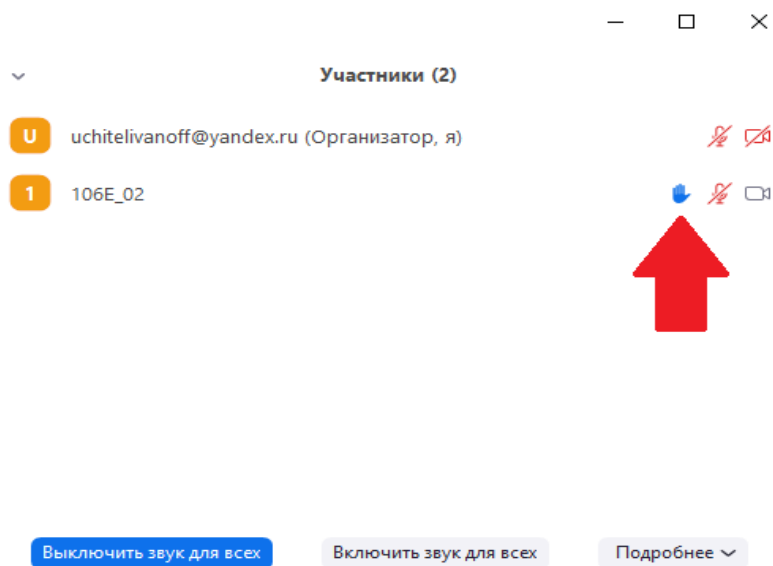 Участники (2)
U uchitelivanoff@yandex.ru (Организатор, я)
1 106E_02
Выключить звук для всех Включить звук для всех Подробнее